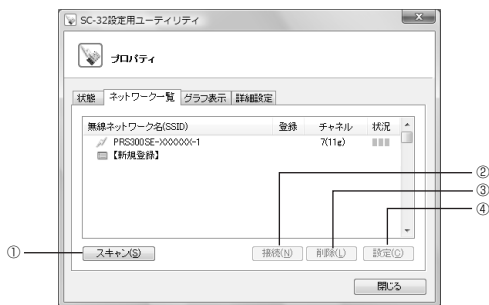 SC-32設定用ユーティリティ
プロパティ
状態 ネットワーク一覧 グラフ表示 詳細設定
無線ネットワーク名(SSID) 登録 チャネル 状況
PRS300SE-XXXXXX-1 7(11g)
【新規登録】
②
③
④
① スキャン(S) 接続(N) 削除(L) 設定(C)
閉じる